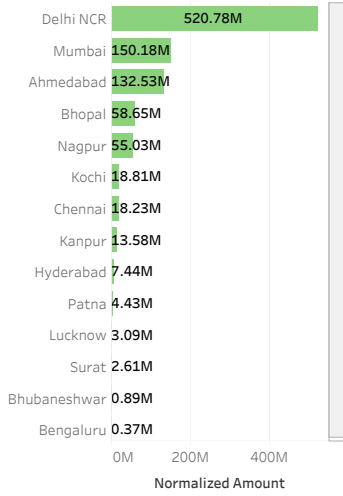 Delhi NCR 520.78M
Mumbai 150.18M
Ahmedabad 132.53M
Bhopal 58.65M
Nagpur 55.03M
Kochi 18.81M
Chennai 18.23M
Kanpur 13.58M
Hyderabad 7.44M
Patna 4.43M
Lucknow 3.09M
Surat 2.61M
Bhubaneshwar 0.89M
Bengaluru 0.37M
0M 200M 400M
Normalized Amount